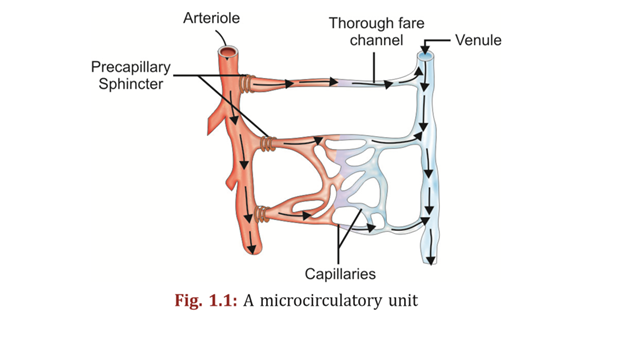 Arteriole
Thorough fare
channel
Venule
Precapillary
Sphincter
Capillaries
Fig. 1.1: A microcirculatory unit